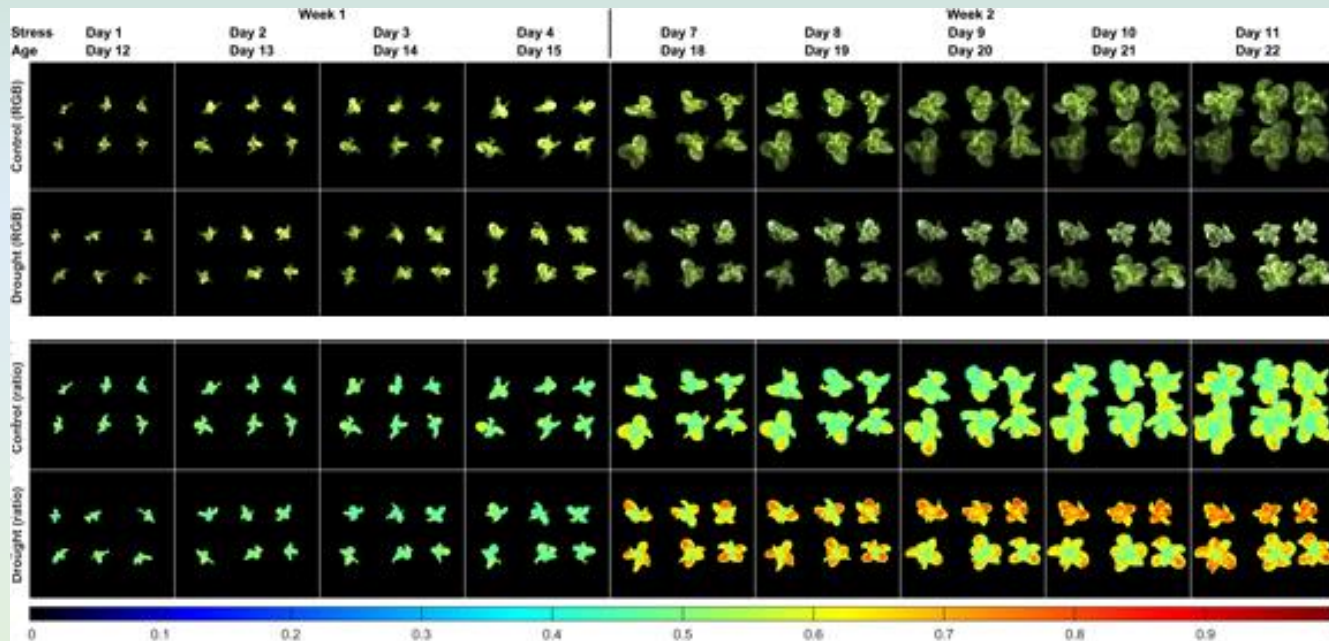 Week 1 Week 2
Stress Day 1 Day 2 Day 3 Day 4 Day 7 Day 8 Day 9 Day 10 Day 11
Age Day 12 Day 13 Day 14 Day 15 Day 18 Day 19 Day 20 Day 21 Day 22
Control (RGB)
Drought (RGB)
Control (ratio)
Drought (ratio)
0 0.1 0.2 0.3 0.4 0.5 0.6 0.7 0.8 0.9